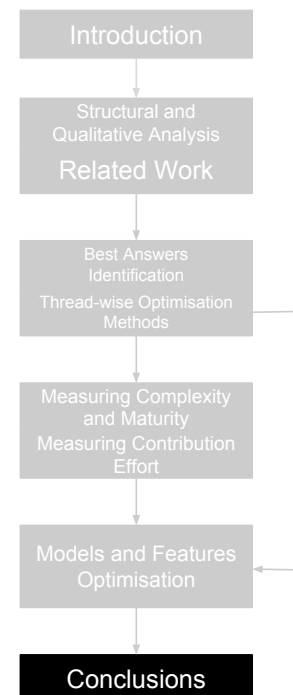 Introduction
Structural and
Qualitative Analysis
Related Work
Best Answers
Identification
Thread-wise Optimisation
Methods
Measuring Complexity
and Maturity
Measuring Contribution
Effort
Models and Features
Optimisation
Conclusions